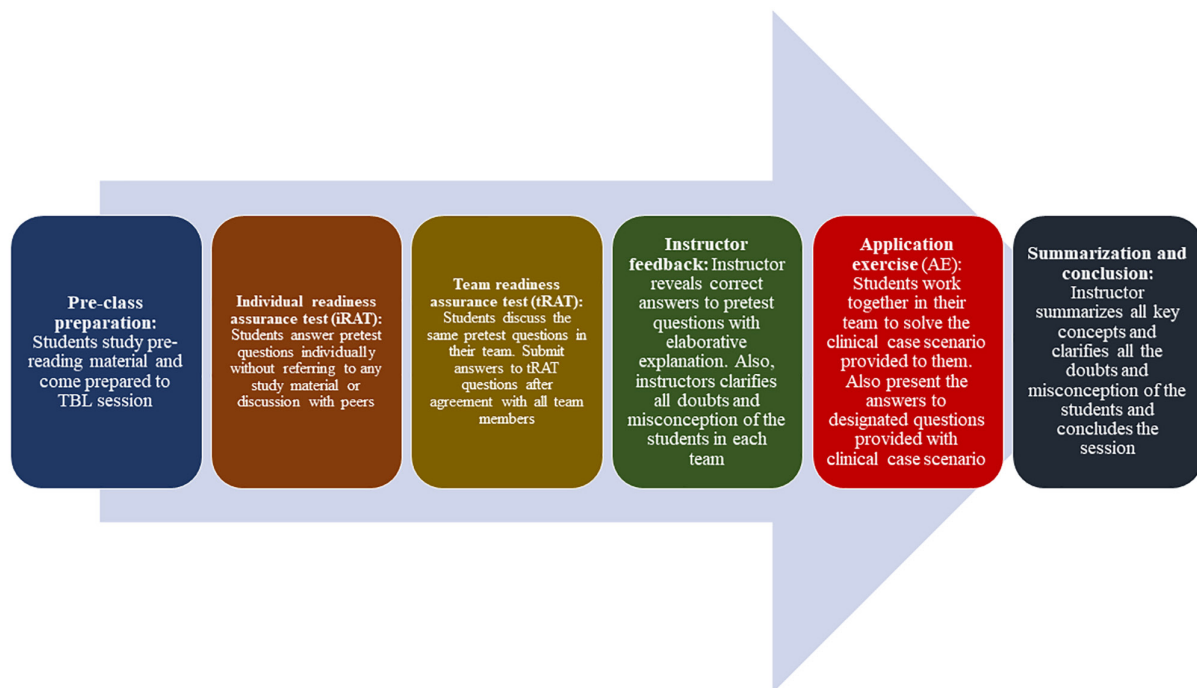 Pre-class
preparation:
Students study pre-
reading material and
come prepared to
TBL session
Individual readiness
assurance test (iRAT):
Students answer pretest
questions individually
without referring to any
study material or
discussion with peers
Team readiness
assurance test (tRAT):
Students discuss the
same pretest questions in
their team. Submit
answers to tRAT
questions after
agreement with all team
members
Instructor
feedback: Instructor
reveals correct
answers to pretest
questions with
elaborative
explanation. Also,
instructors clarifies
all doubts and
misconception of the
students in each
team
Application
exercise (AE):
Students work
together in their
team to solve the
clinical case scenario
provided to them.
Also present the
answers to
designated questions
provided with
clinical case scenario
Summarization and
conclusion:
Instructor
summarizes all key
concepts and
clarifies all the
doubts and
misconception of the
students and
concludes the
session